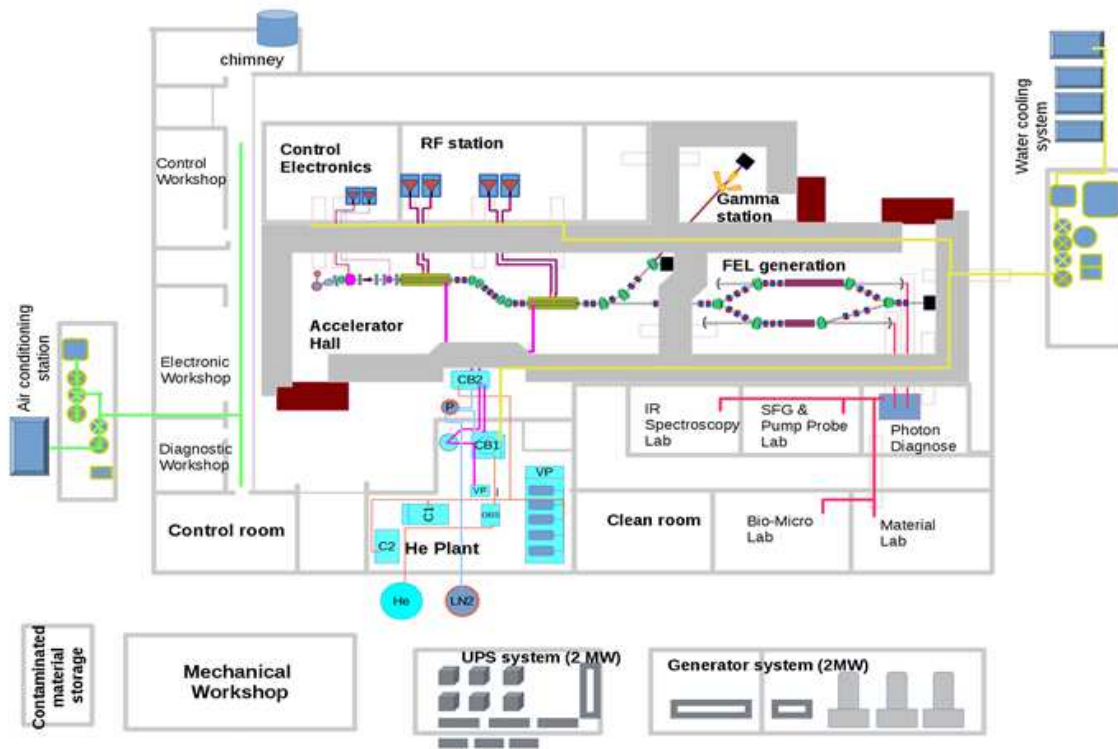 chimney
Control
Electronics
RF station
Water cooling
system
Control
Workshop
Gamma
station
FEL generation
Accelerator
Hall
Air conditioning
station
Electronic
Workshop
CB2
P
IR
Spectroscopy
Lab
SFG &
Pump Probe
Lab
Photon
Diagnose
Diagnostic
Workshop
CB1
VP
VP
C1
Control room
Clean room
Bio-Micro
Lab
Material
Lab
C2
He Plant
He
LN2
Contaminated
material
storage
Mechanical
Workshop
UPS system (2 MW)
Generator system (2MW)